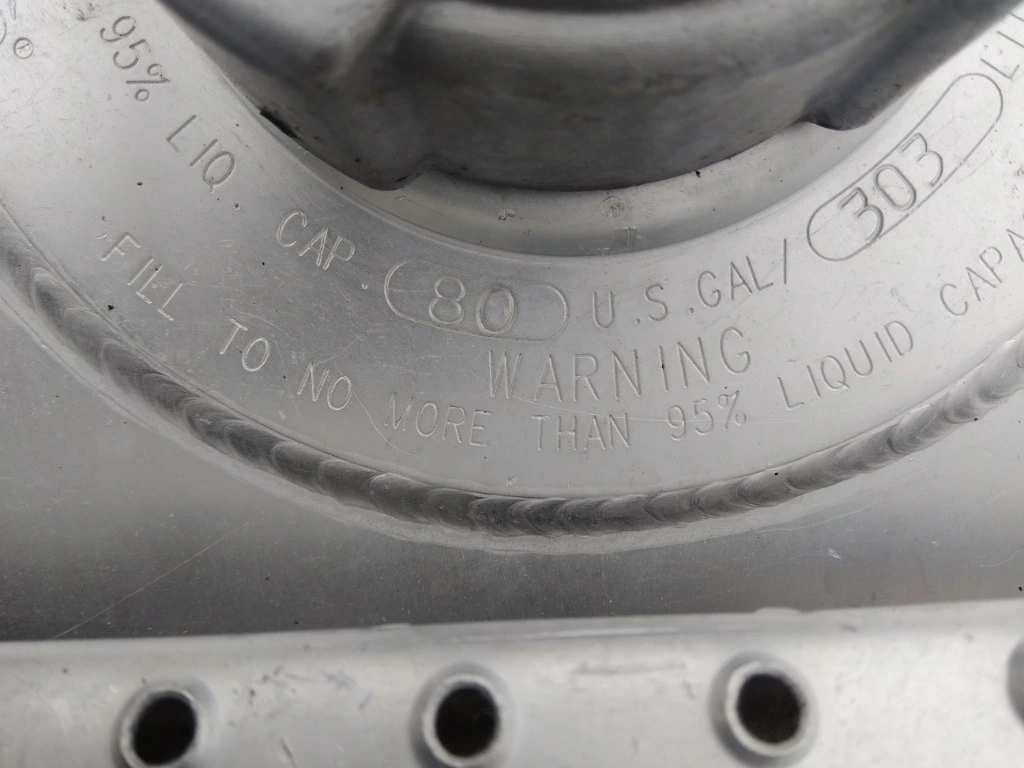 95% LIQ. CAP. 80 U.S. GAL/ 303
WARNING
FILL TO NO MORE THAN 95% LIQUID